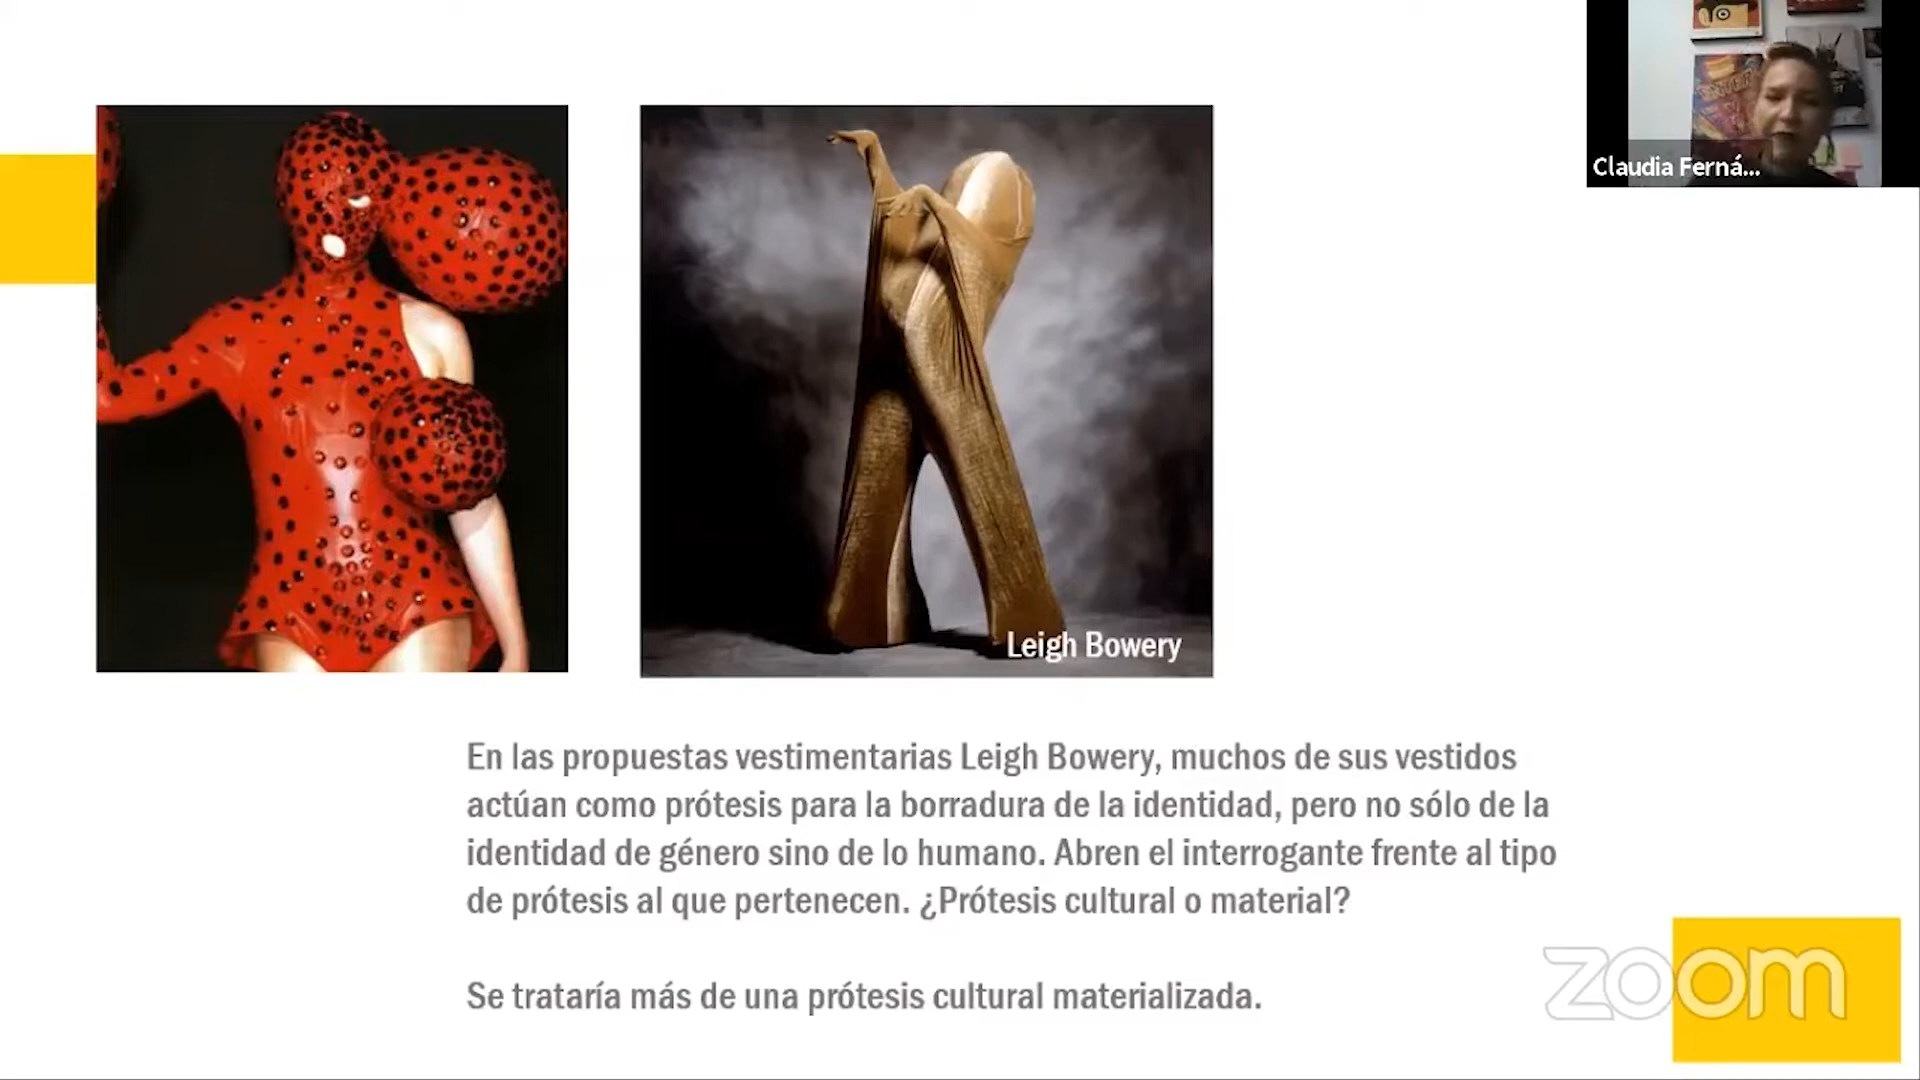 Claudia Ferná...
Leigh Bowery
En las propuestas vestimentarias Leigh Bowery, muchos de sus vestidos
actúan como prótesis para la borradura de la identidad, pero no sólo de la
identidad de género sino de lo humano. Abren el interrogante frente al tipo
de prótesis al que pertenecen. ¿Prótesis cultural o material?
Se trataría más de una prótesis cultural materializada.
zoom